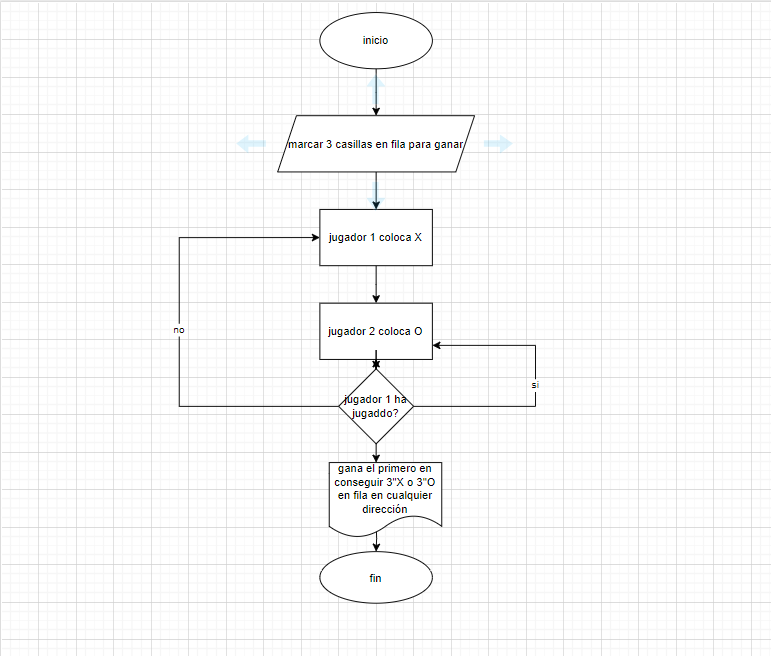 inicio
marcar 3 casillas en fila para ganar
jugador 1 coloca X
no
jugador 2 coloca O
si
jugador 1 ha
jugaddo?
gana el primero en
conseguir 3"X o 3"O
en fila en cualquier
dirección
fin